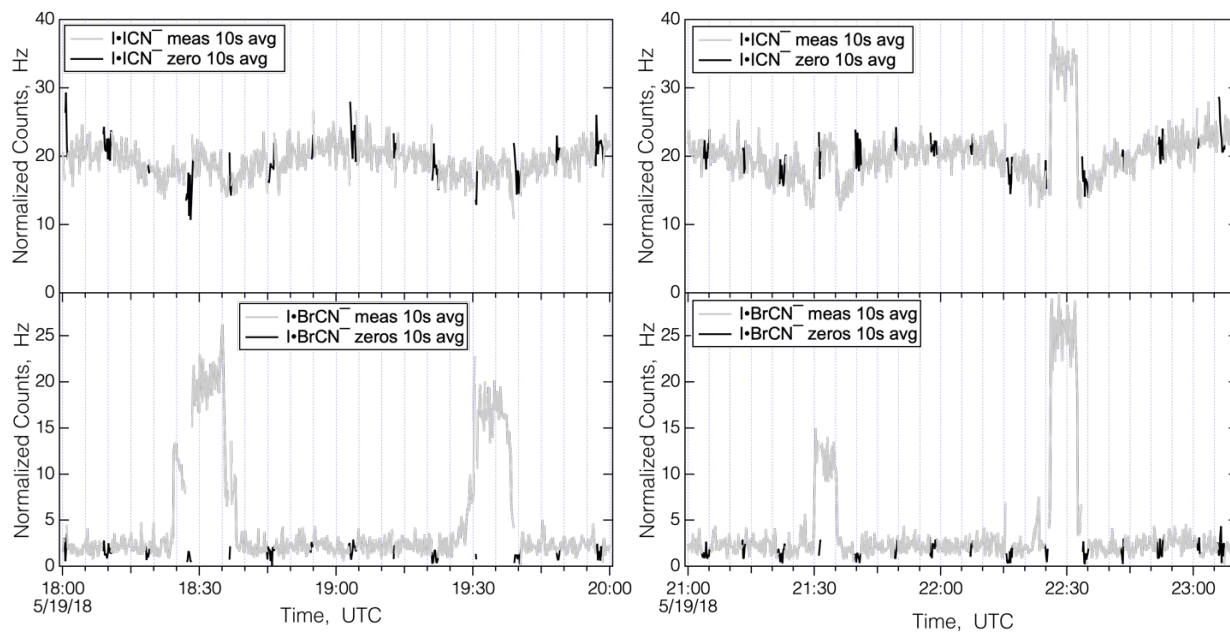 40
30
20
10
0
Normalized Counts, Hz
I•ICN⁻ meas 10s avg
I•ICN⁻ zero 10s avg
25
20
15
10
5
0
Normalized Counts, Hz
I•BrCN⁻ meas 10s avg
I•BrCN⁻ zeros 10s avg
18:00 18:30 19:00 19:30 20:00
5/19/18
Time, UTC
40
30
20
10
0
Normalized Counts, Hz
I•ICN⁻ meas 10s avg
I•ICN⁻ zero 10s avg
25
20
15
10
5
0
Normalized Counts, Hz
I•BrCN⁻ meas 10s avg
I•BrCN⁻ zeros 10s avg
21:00 21:30 22:00 22:30 23:00
5/19/18
Time, UTC